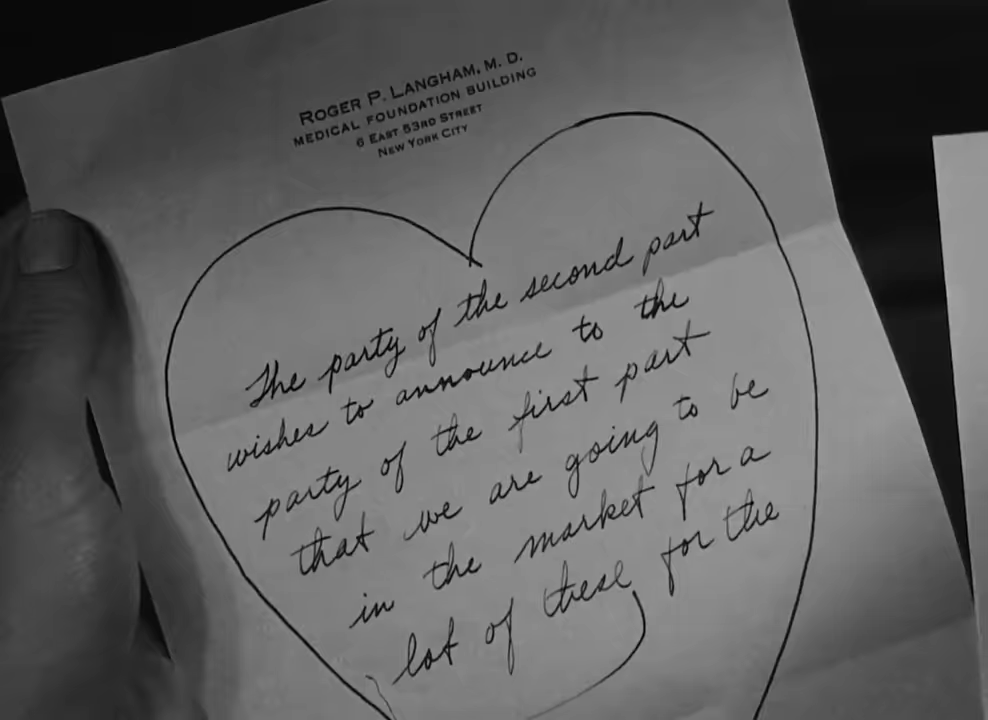 ROGER P. LANGHAM, M. D.
MEDICAL FOUNDATION BUILDING
6 EAST 53RD STREET
NEW YORK CITY
The party of the second part
wishes to announce to the
party of the first part
that we are going to be
in the market for a
lot of these for the